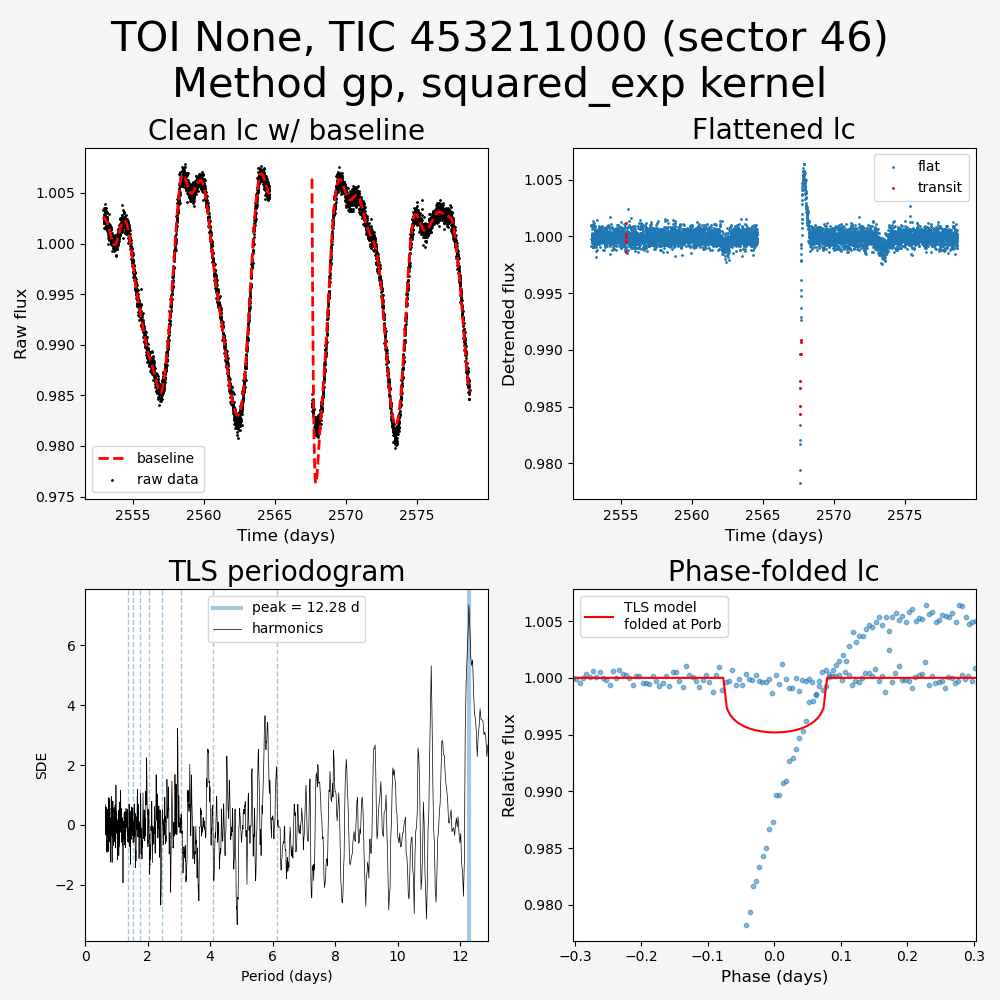 TOI None, TIC 453211000 (sector 46)
Method gp, squared_exp kernel
Clean lc w/ baseline
1.005
1.000
0.995
0.990
0.985
0.980
0.975
Raw flux
baseline
raw data
2555
2560
2565
2570
2575
Time (days)
Flattened lc
flat
transit
1.005
1.000
0.995
0.990
0.985
0.980
Detrended flux
2555
2560
2565
2570
2575
Time (days)
TLS periodogram
peak = 12.28 d
harmonics
6
4
2
0
−2
SDE
0
2
4
6
8
10
12
Period (days)
Phase-folded lc
TLS model
folded at Porb
1.005
1.000
0.995
0.990
0.985
0.980
Relative flux
−0.3
−0.2
−0.1
0.0
0.1
0.2
0.3
Phase (days)